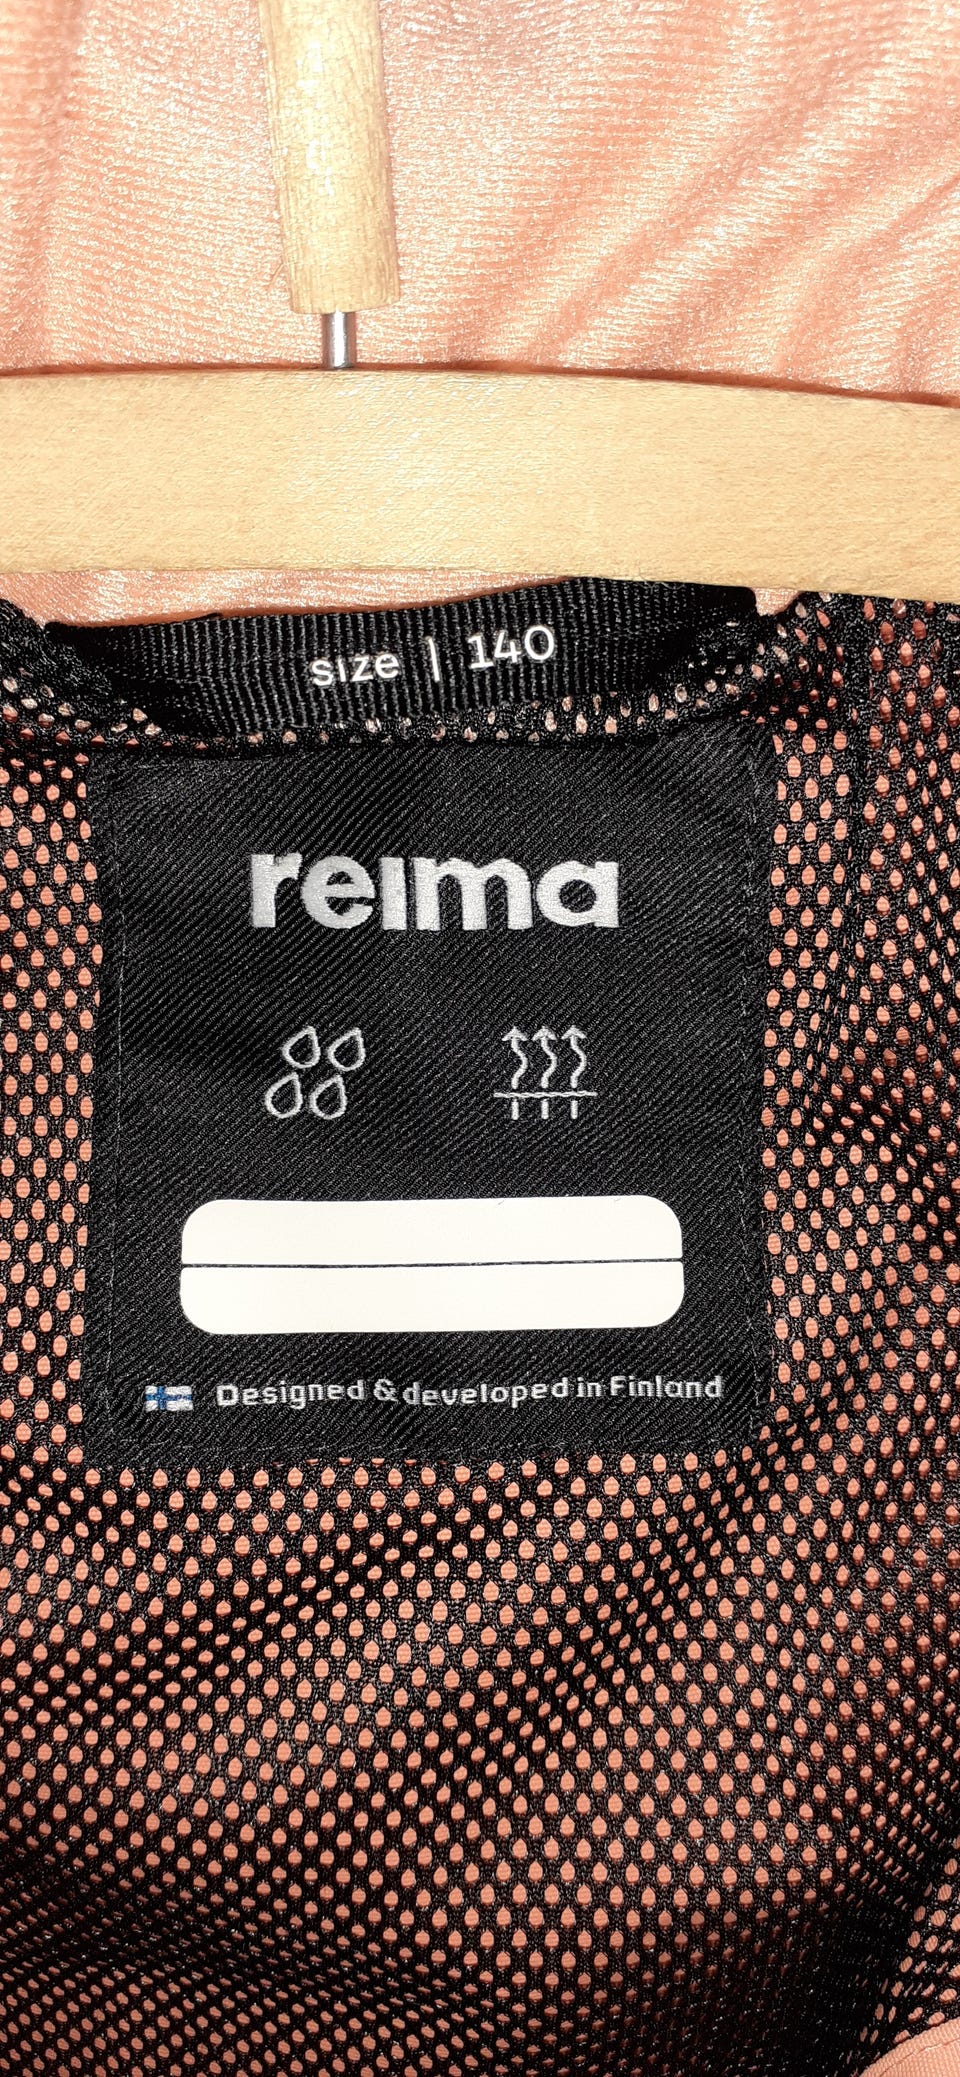 size | 140
reima
Designed & developed in Finland